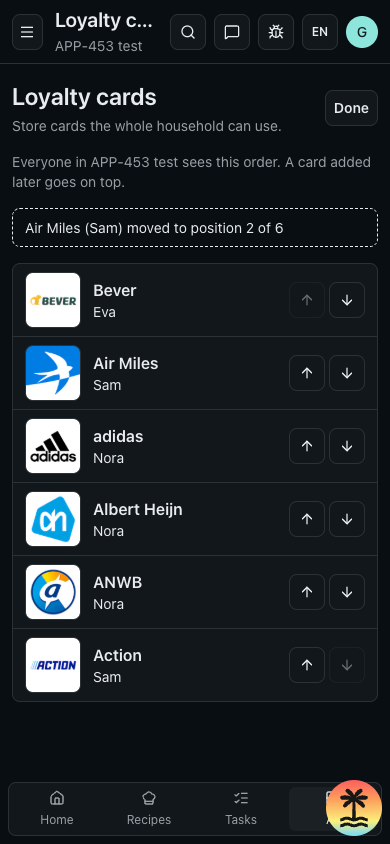 Loyalty c...
APP-453 test
EN
G
Loyalty cards
Store cards the whole household can use.
Done
Everyone in APP-453 test sees this order. A card added
later goes on top.
Air Miles (Sam) moved to position 2 of 6
BEVER
Bever
Eva
Air Miles
Sam
adidas
adidas
Nora
Albert Heijn
Nora
a
ANWB
Nora
ACTION
Action
Sam
Home
Recipes
Tasks